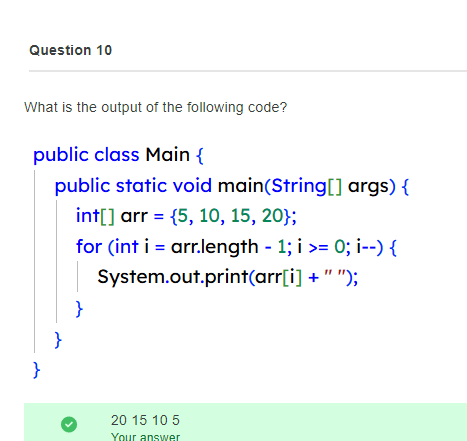 Question 10
What is the output of the following code?
public class Main {
public static void main(String[] args) {
int[] arr = {5, 10, 15, 20};
for (int i = arr.length - 1; i >= 0; i--) {
System.out.print(arr[i] + " ");
}
}
}
20 15 10 5
Your answer